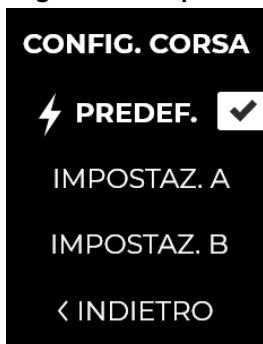 CONFIG. CORSA
PREDEF.
IMPOSTAZ. A
IMPOSTAZ. B
< INDIETRO